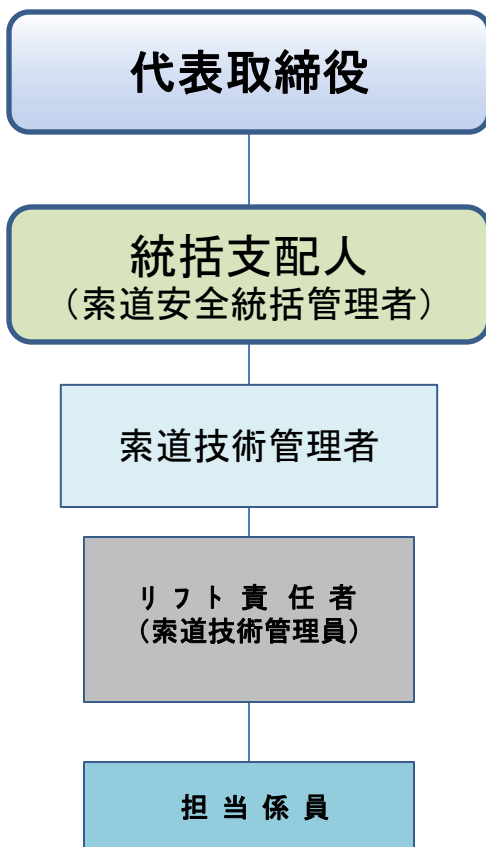 代表取締役
統括支配人
（索道安全統括管理者）
索道技術管理者
リフト責任者
（索道技術管理員）
担当係員